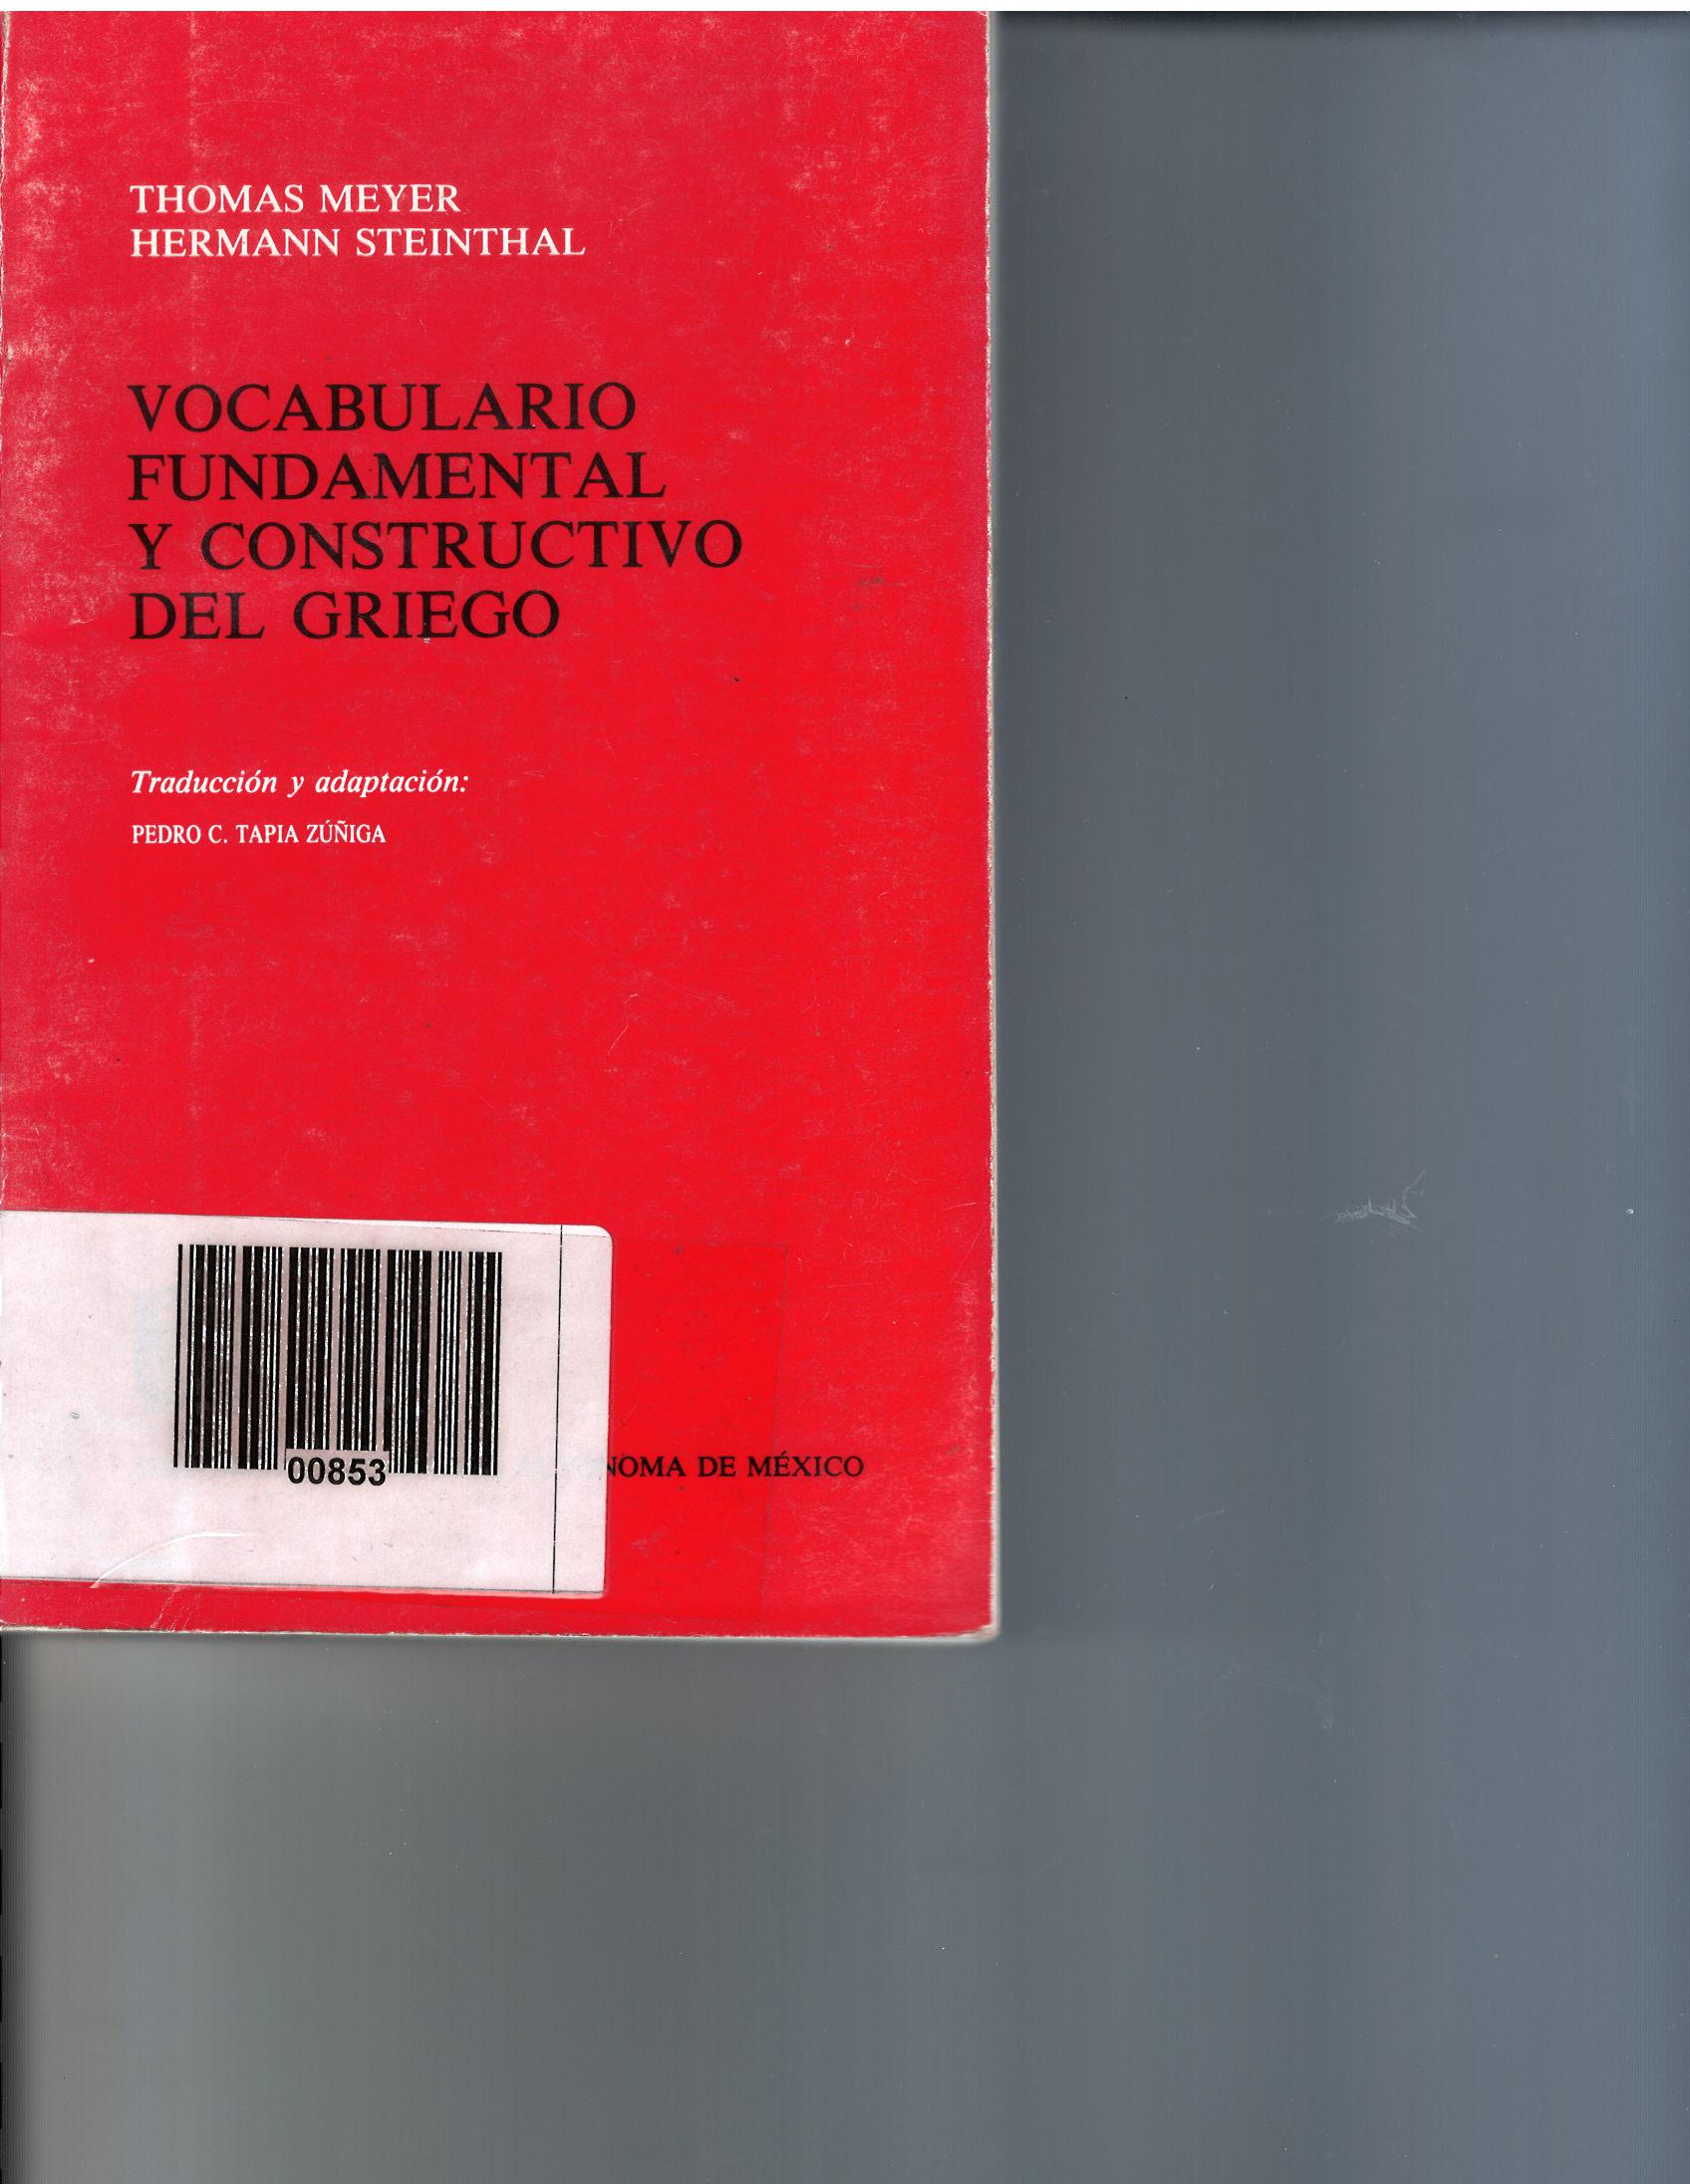 THOMAS MEYER
HERMANN STEINTHAL
VOCABULARIO
FUNDAMENTAL
Y CONSTRUCTIVO
DEL GRIEGO
Traducción y adaptación:
PEDRO C. TAPIA ZÚÑIGA
00853
NOMA DE MÉXICO